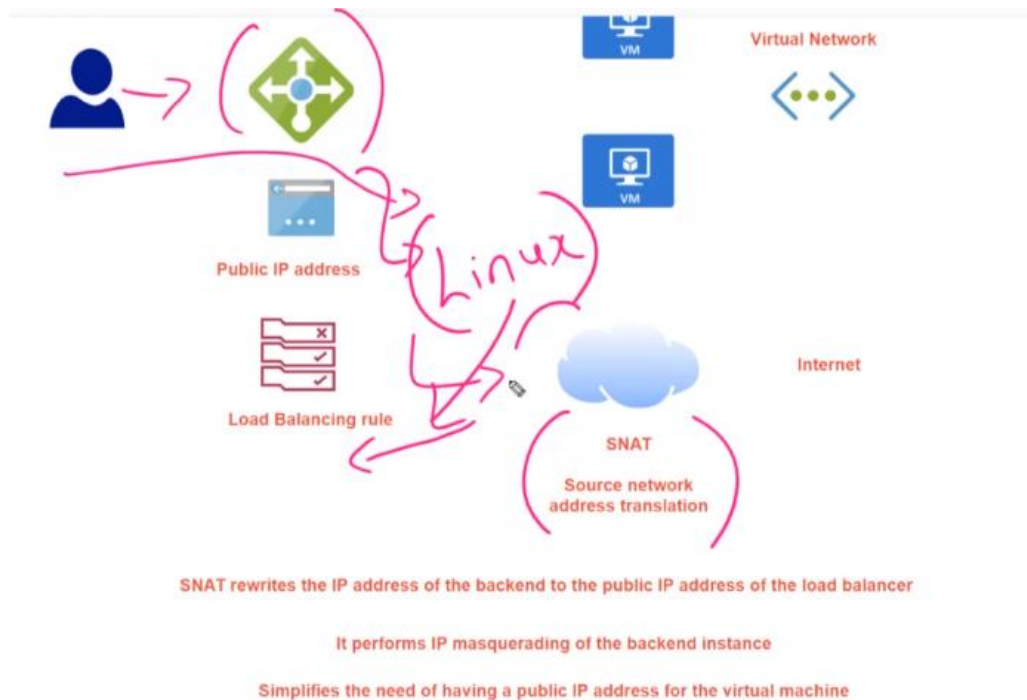 VM
Virtual Network
VM
Public IP address
Linux
Internet
Load Balancing rule
SNAT
Source network
address translation
SNAT rewrites the IP address of the backend to the public IP address of the load balancer
It performs IP masquerading of the backend instance
Simplifies the need of having a public IP address for the virtual machine